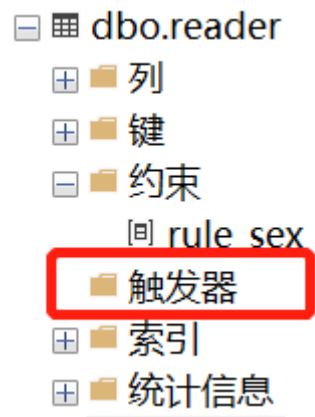 dbo.reader
列
键
约束
rule_sex
触发器
索引
统计信息